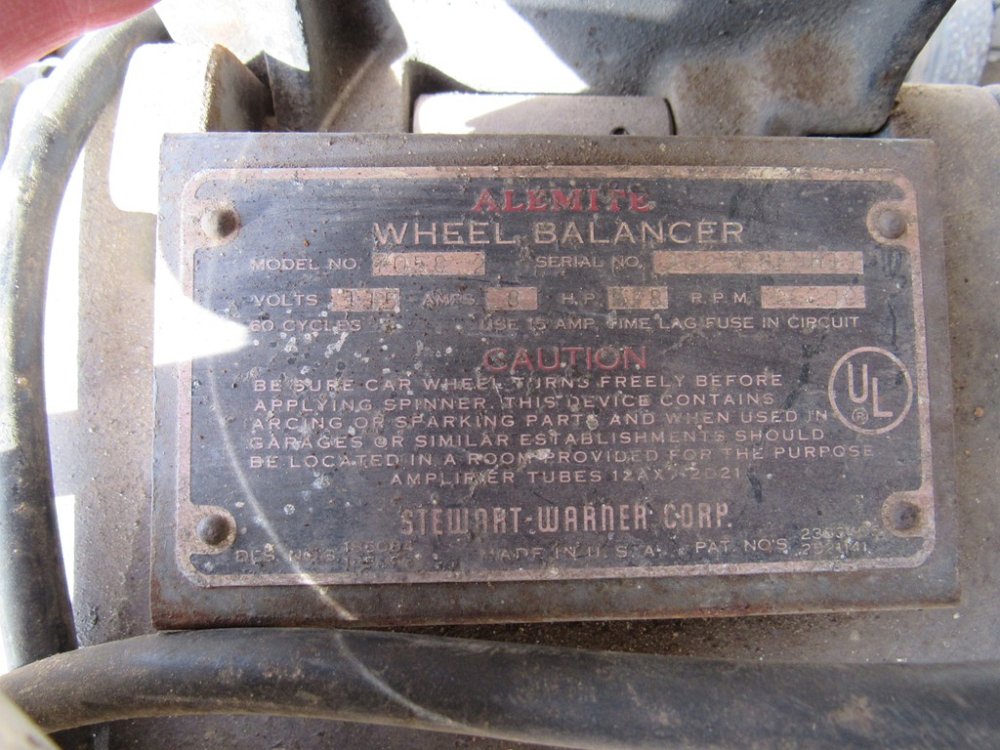 ALEMITE
WHEEL BALANCER
MODEL NO. SERIAL NO.
VOLTS AMPS. H.P. R.P.M.
60 CYCLES USE 15 AMP. TIME LAG FUSE IN CIRCUIT
CAUTION
BE SURE CAR WHEEL TURNS FREELY BEFORE
APPLYING SPINNER. THIS DEVICE CONTAINS
ARCING OR SPARKING PARTS AND WHEN USED IN
GARAGES OR SIMILAR ESTABLISHMENTS SHOULD
BE LOCATED IN A ROOM PROVIDED FOR THE PURPOSE
UL
®
AMPLIFIER TUBES 12AX7-2D21
STEWART-WARNER CORP.
MADE IN U.S.A. PAT. NO'S